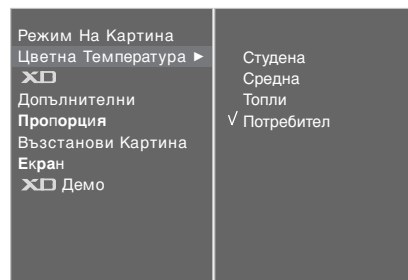 Режим На Картина
Цветна Температура ►
XD
Допълнителни
Пропорция
Възстанови Картина
Екран
XD Демо
Студена
Средна
Топли
√ Потребител